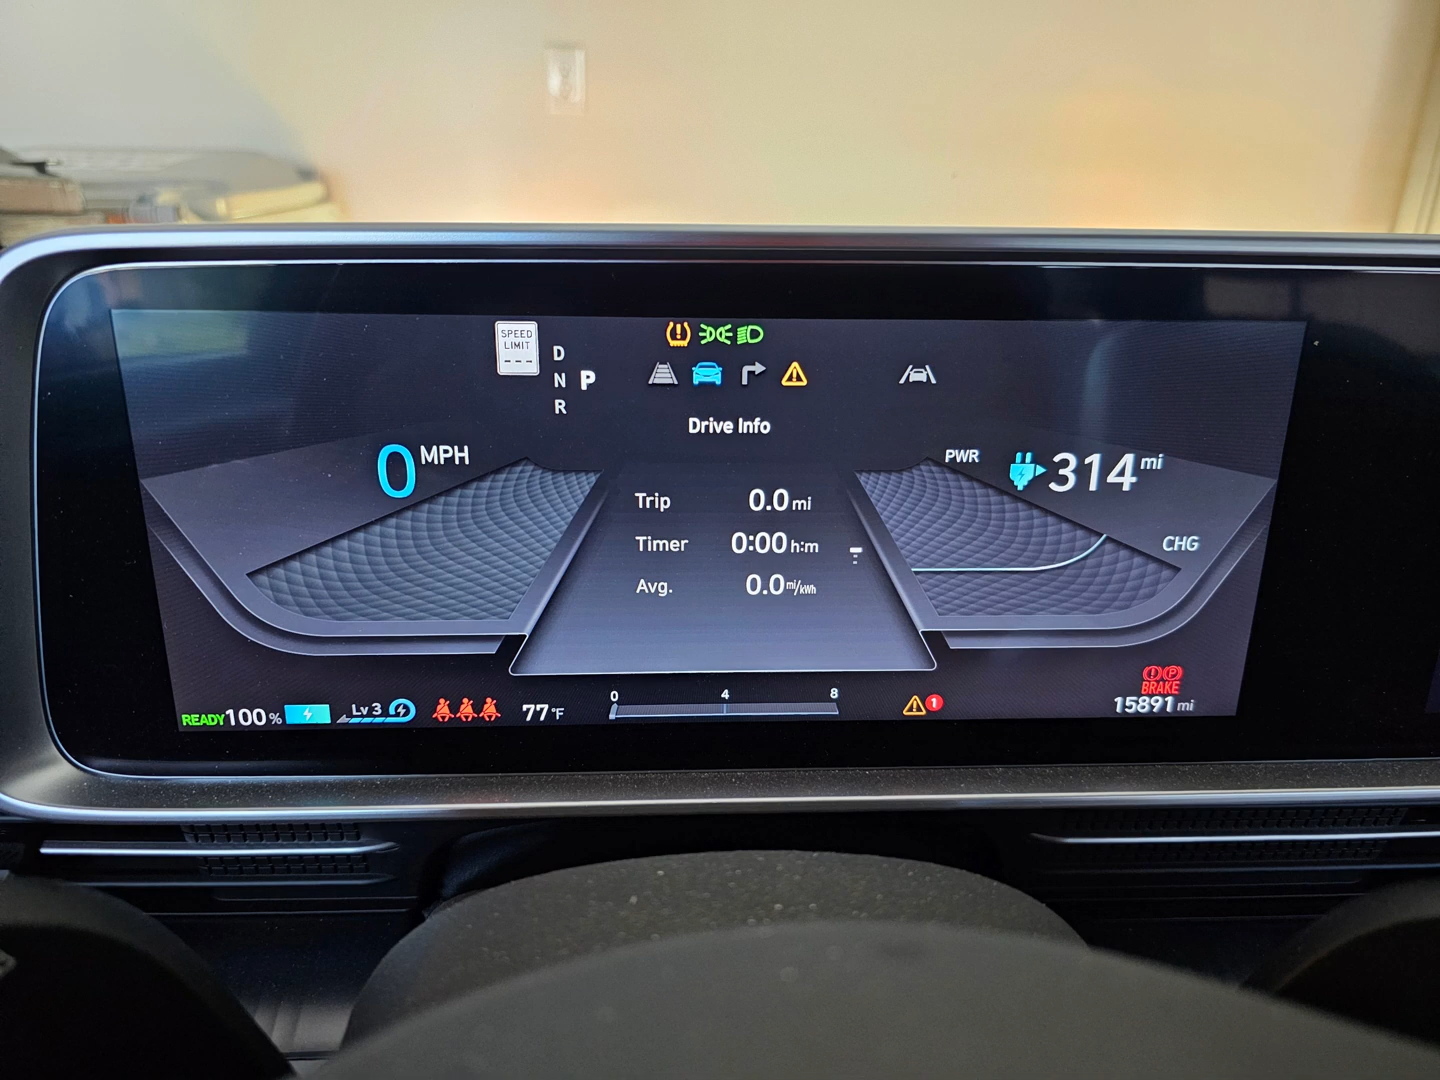 SPEED
LIMIT
---
D
N P
R
Drive Info
0 MPH
PWR
314 mi
Trip 0.0 mi
Timer 0:00 h:m
CHG
Avg. 0.0 mi/kWh
BRAKE
0 4 8
READY 100 % Lv 3 77°F 1 15891 mi